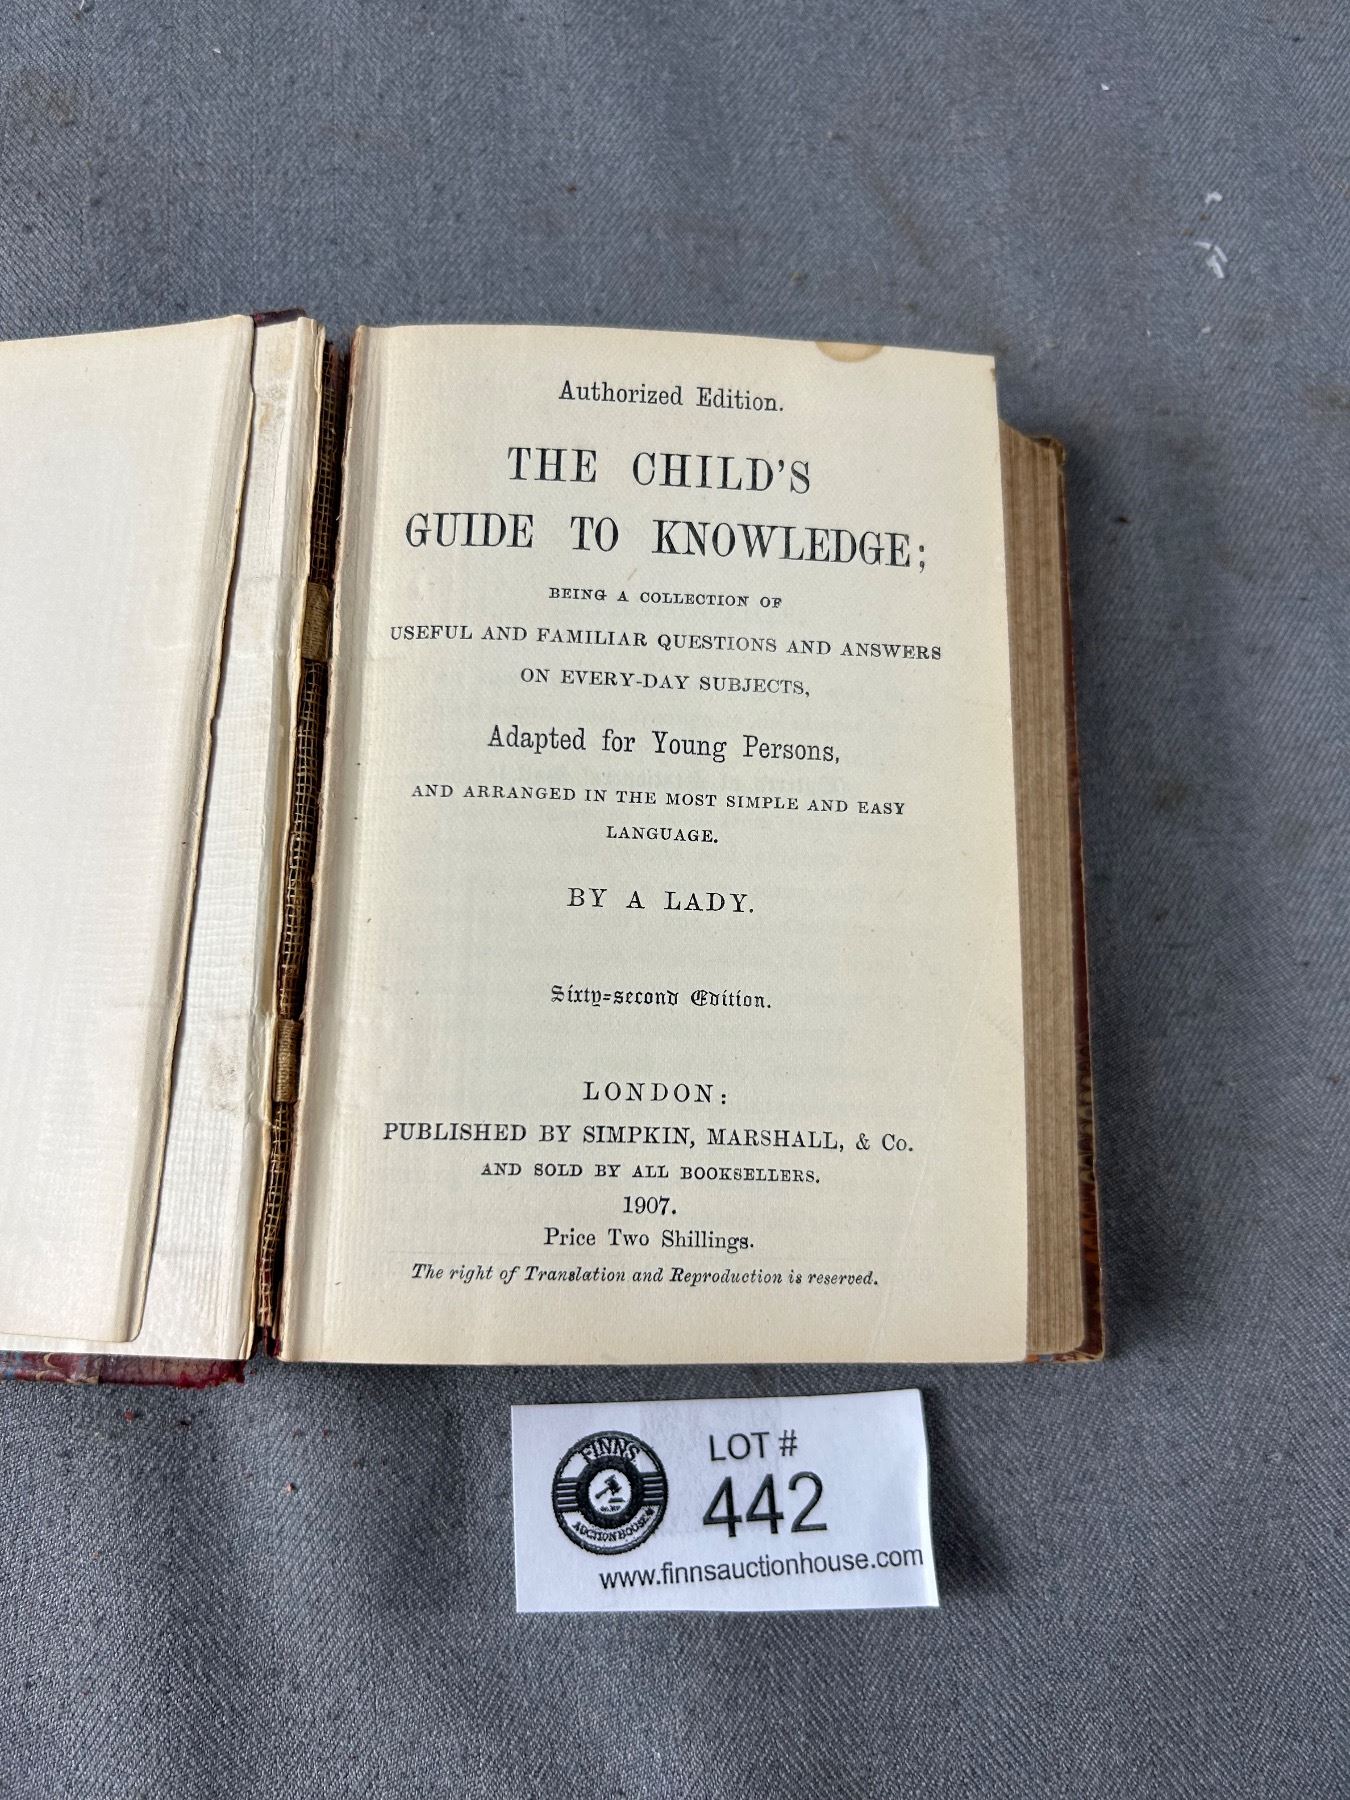 Authorized Edition.
THE CHILD'S
GUIDE TO KNOWLEDGE;
BEING A COLLECTION OF
USEFUL AND FAMILIAR QUESTIONS AND ANSWERS
ON EVERY-DAY SUBJECTS,
Adapted for Young Persons,
AND ARRANGED IN THE MOST SIMPLE AND EASY
LANGUAGE.
BY A LADY.
Sixty-second Edition.
LONDON:
PUBLISHED BY SIMPKIN, MARSHALL, & Co.
AND SOLD BY ALL BOOKSELLERS.
1907.
Price Two Shillings.
The right of Translation and Reproduction is reserved.
FINNS
AUCTION HOUSE
LOT #
442
www.finnsauctionhouse.com